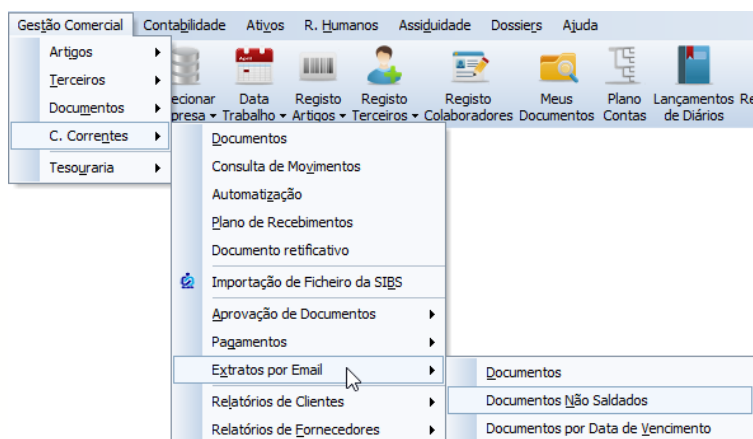 Gestão Comercial Contabilidade Ativos R. Humanos Assiduidade Dossiers Ajuda
Artigos
Terceiros
Documentos
C. Correntes
Tesouraria
Data Trabalho
Registo Artigos
Registo Terceiros
Registo Colaboradores
Meus Documentos
Plano Contas
Lançamentos de Diários
Documentos
Consulta de Movimentos
Automatização
Plano de Recebimentos
Documento retificativo
Importação de Ficheiro da SIBS
Aprovação de Documentos
Pagamentos
Extratos por Email
Relatórios de Clientes
Relatórios de Fornecedores
Documentos
Documentos Não Saldados
Documentos por Data de Vencimento